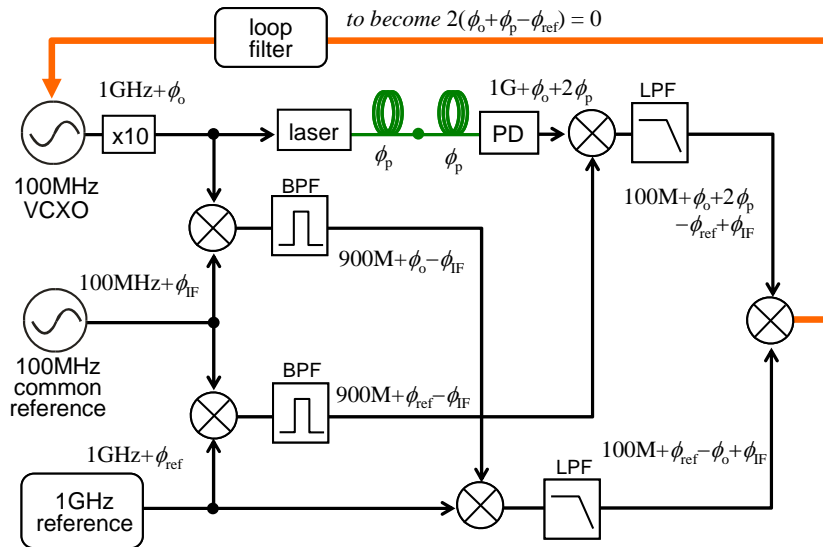 to become 2(ϕo+ϕp−ϕref) = 0
loop
filter
1GHz+ϕo
1G+ϕo+2ϕp
LPF
x10
laser
PD
ϕp
ϕp
100MHz
VCXO
BPF
100M+ϕo+2ϕp
−ϕref+ϕIF
900M+ϕo−ϕIF
100MHz+ϕIF
100MHz
common
reference
BPF
900M+ϕref−ϕIF
1GHz+ϕref
LPF
100M+ϕref−ϕo+ϕIF
1GHz
reference